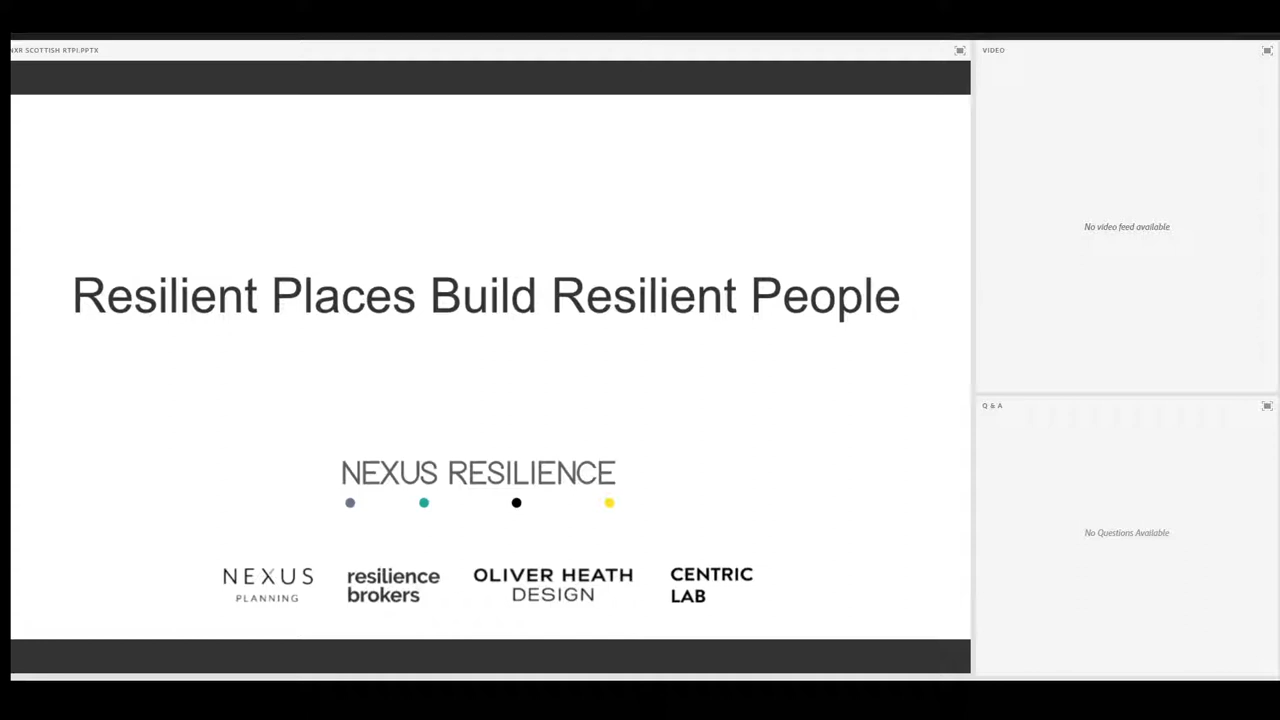 NXR SCOTTISH RTPI.PPTX
VIDEO
No video feed available
Resilient Places Build Resilient People
NEXUS RESILIENCE
NEXUS
PLANNING
resilience
brokers
OLIVER HEATH
DESIGN
CENTRIC
LAB
Q & A
No Questions Available